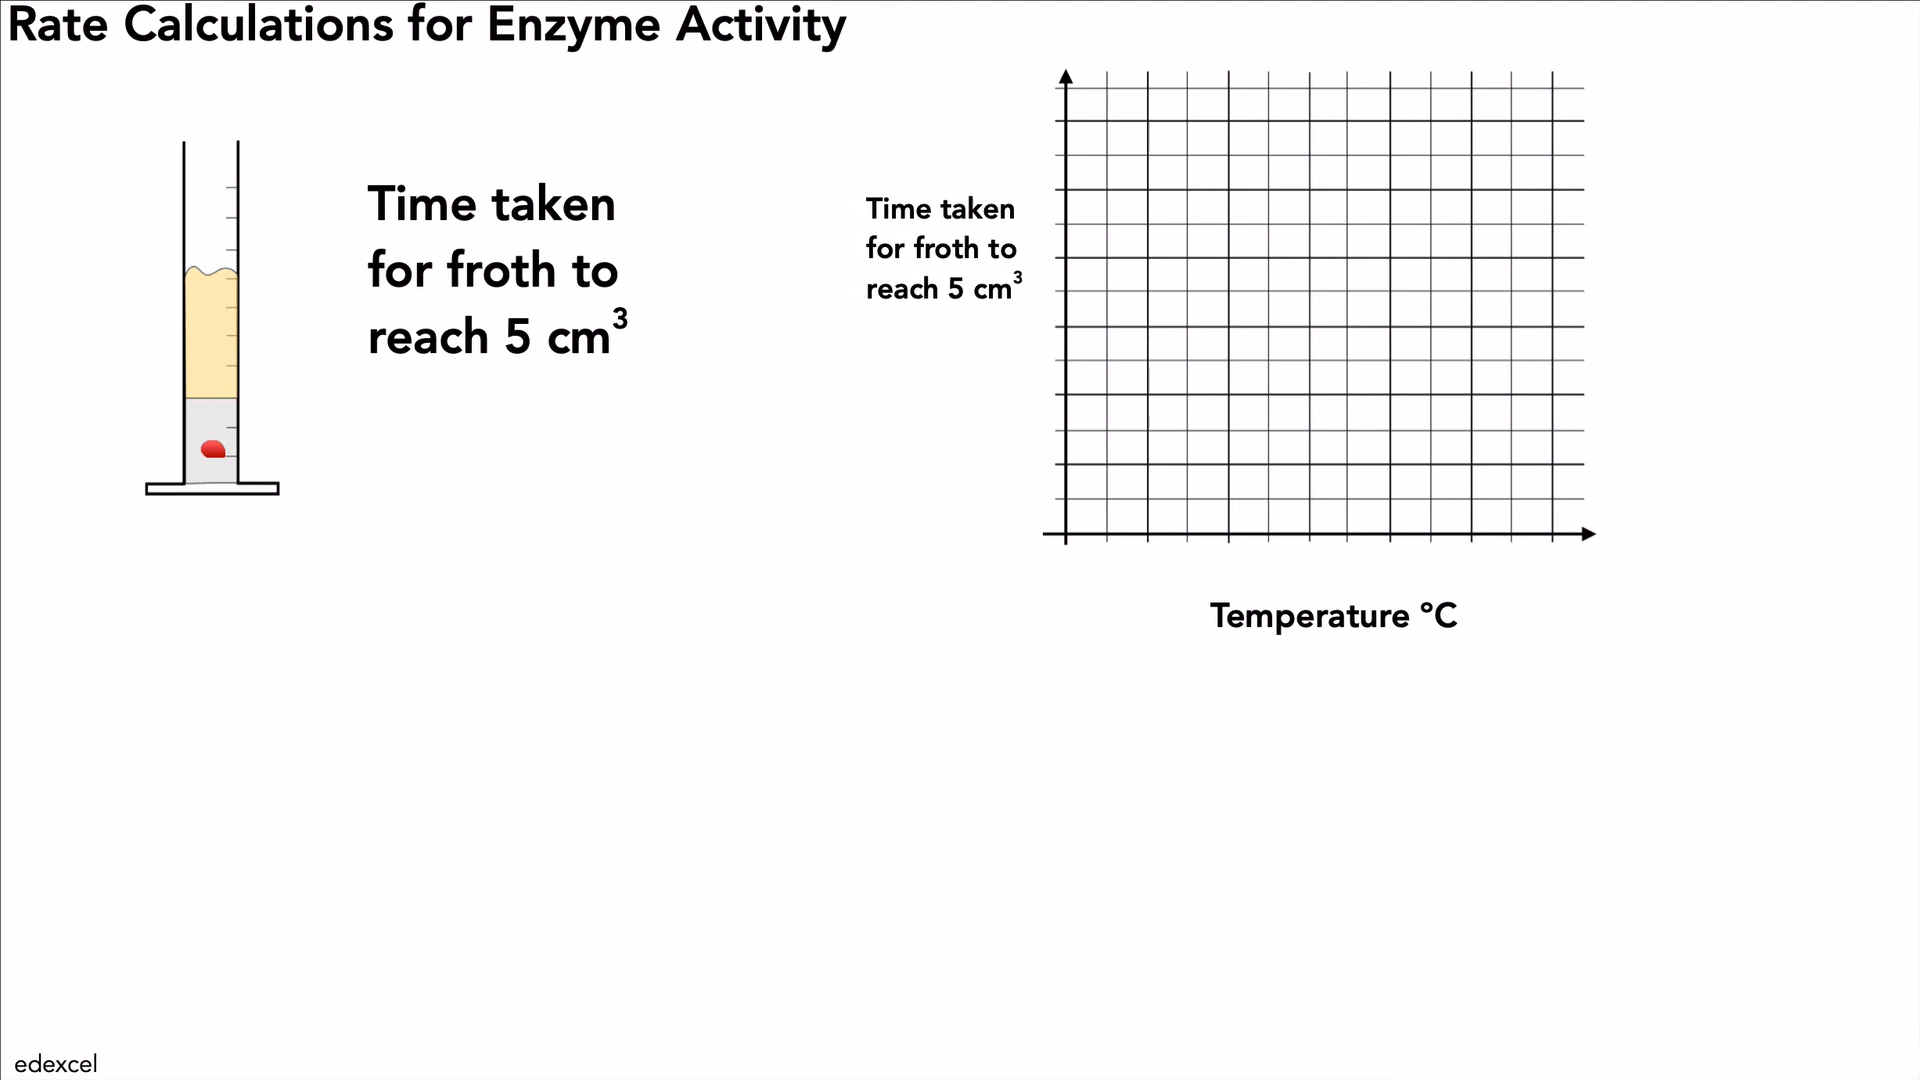 Rate Calculations for Enzyme Activity
Time taken
for froth to
reach 5 cm³
Time taken
for froth to
reach 5 cm³
Temperature °C
edexcel